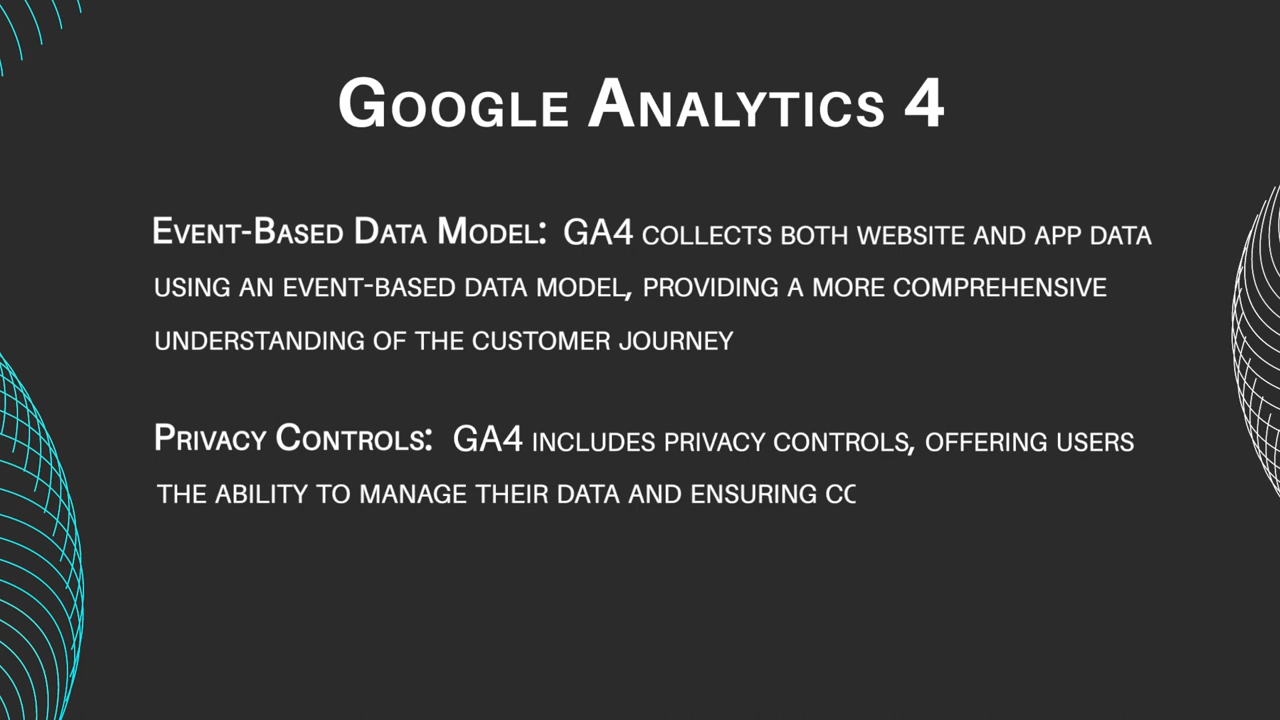 Google Analytics 4
Event-Based Data Model: GA4 collects both website and app data
using an event-based data model, providing a more comprehensive
understanding of the customer journey
Privacy Controls: GA4 includes privacy controls, offering users
the ability to manage their data and ensuring